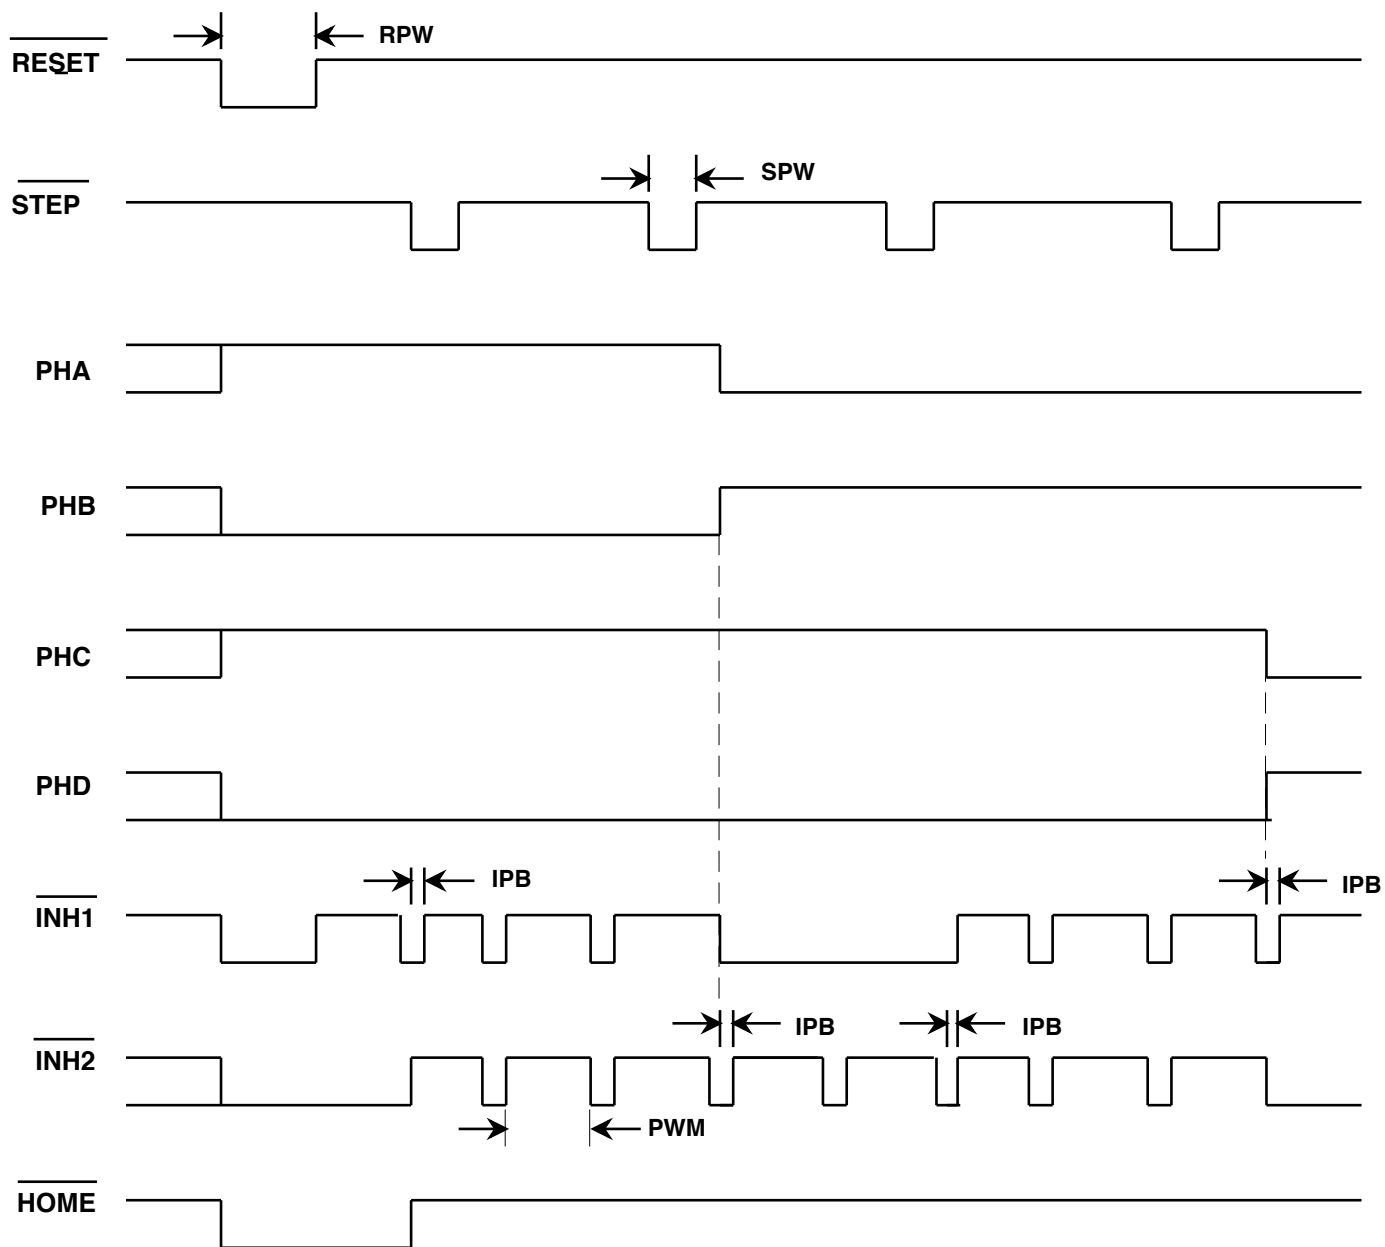 RPW
RESET
SPW
STEP
PHA
PHB
PHC
PHD
IPB
IPB
INH1
IPB
IPB
INH2
PWM
HOME